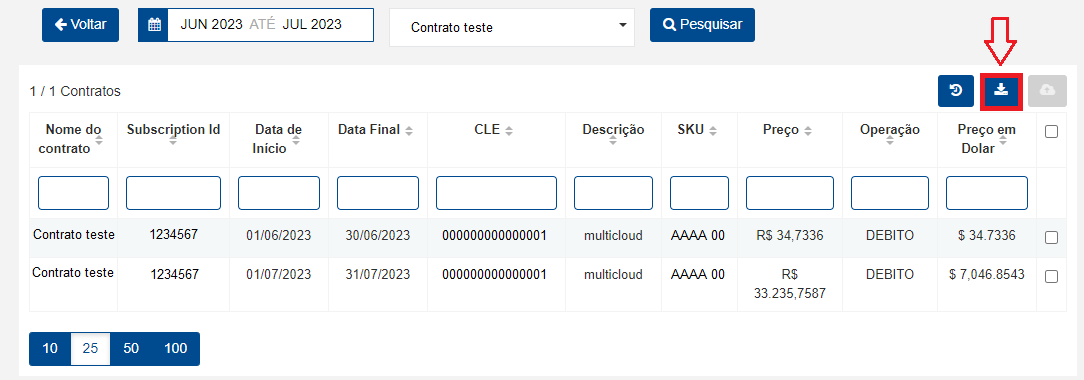 Voltar
JUN 2023 ATÉ JUL 2023
Contrato teste
Pesquisar
1 / 1 Contratos
Nome do contrato Subscription Id Data de Início Data Final CLE Descrição SKU Preço Operação Preço em Dolar
Contrato teste 1234567 01/06/2023 30/06/2023 000000000000001 multicloud AAAA 00 R$ 34,7336 DEBITO $ 34.7336
Contrato teste 1234567 01/07/2023 31/07/2023 000000000000001 multicloud AAAA 00 R$ 33.235,7587 DEBITO $ 7,046.8543
10 25 50 100